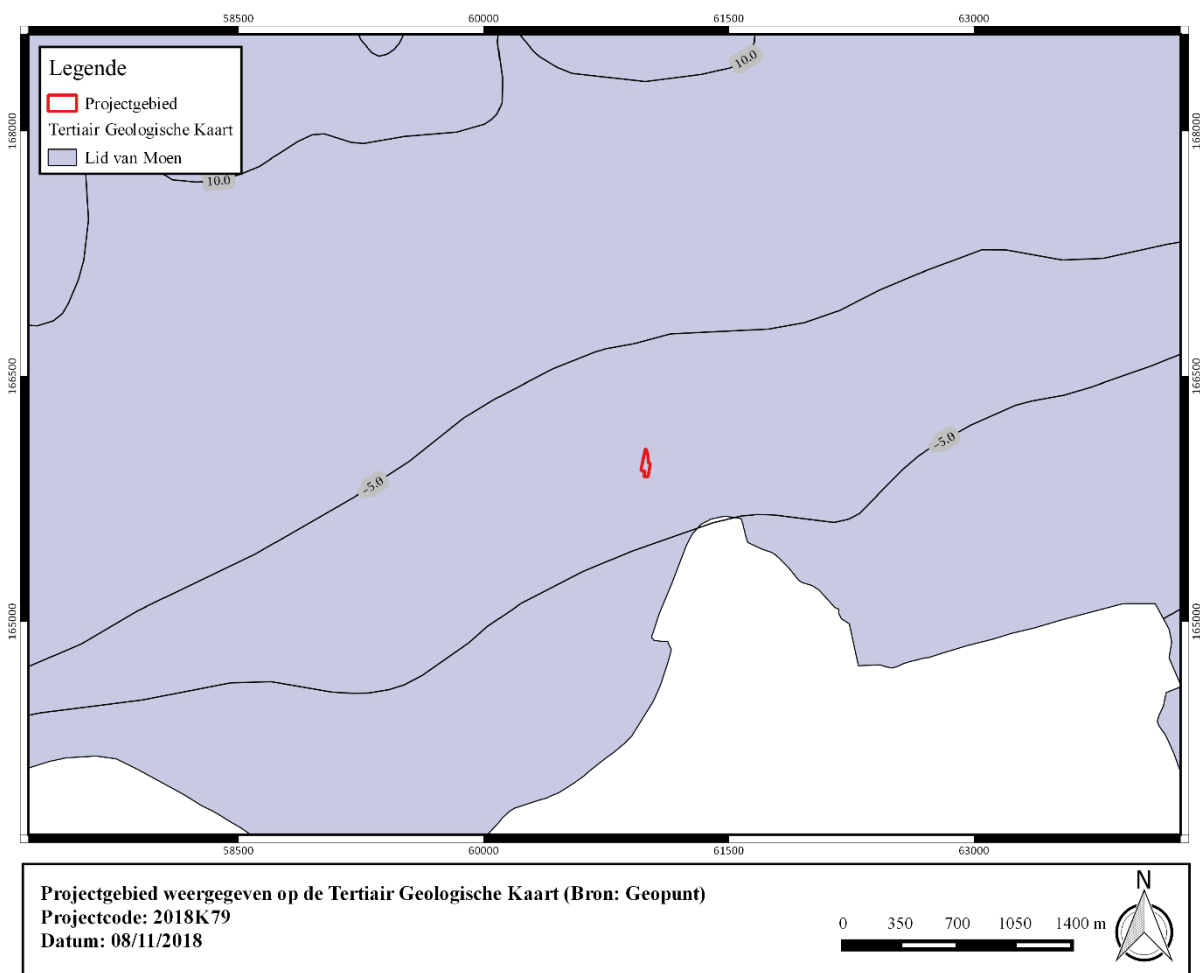 58500 60000 61500 63000
Legende
Projectgebied
Tertiair Geologische Kaart
Lid van Moen
10.0
10.0
168000 168000
166500 166500
-5.0
-5.0
165000 165000
58500 60000 61500 63000
Projectgebied weergegeven op de Tertiair Geologische Kaart (Bron: Geopunt)
Projectcode: 2018K79
Datum: 08/11/2018
0 350 700 1050 1400 m
N